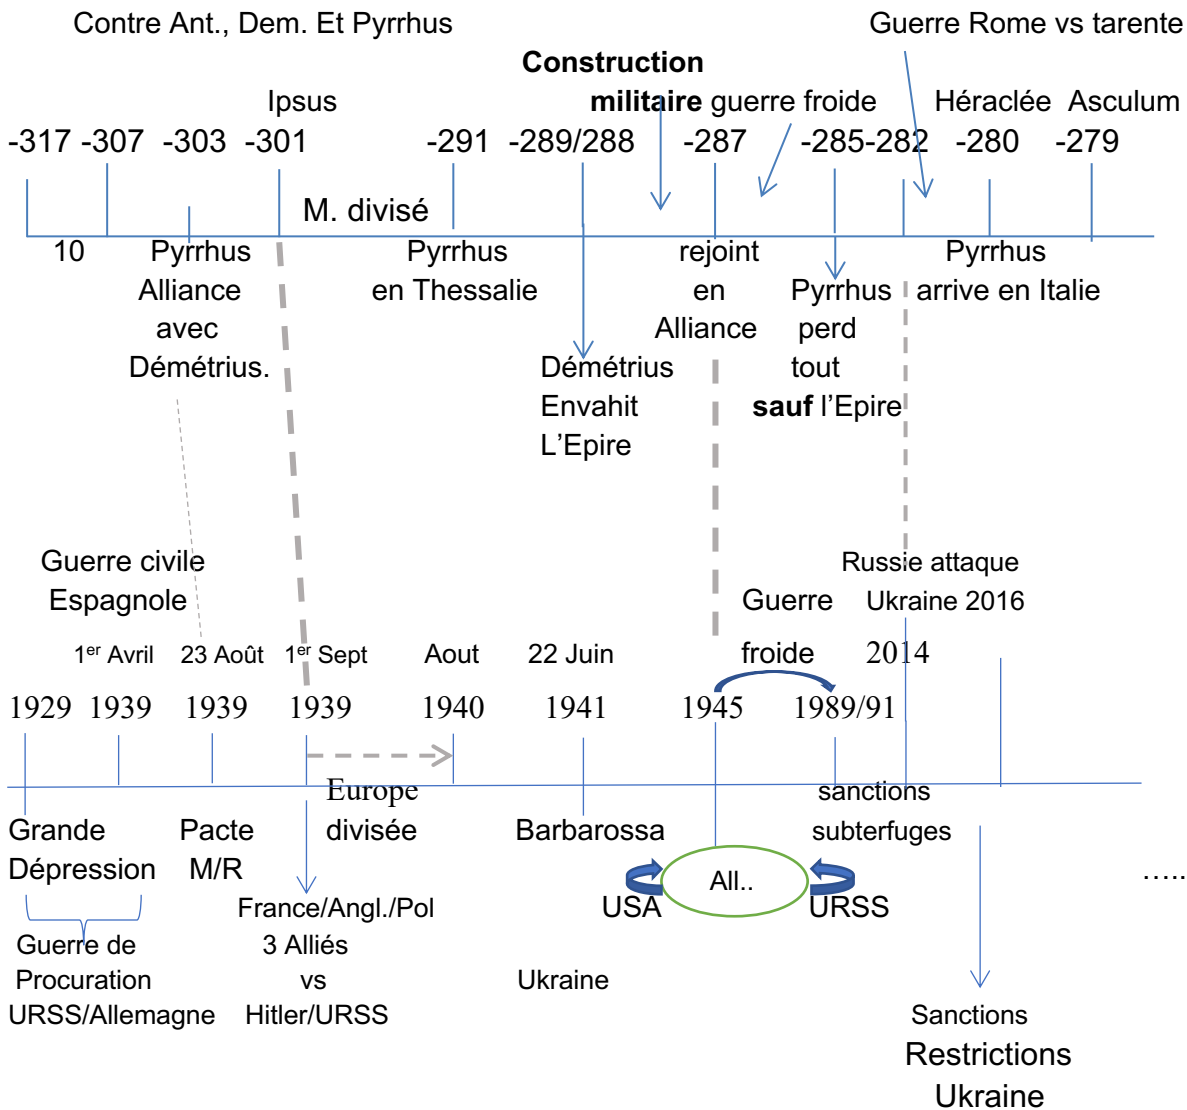 Contre Ant., Dem. Et Pyrrhus
Guerre Rome vs tarente
Construction
militaire guerre froide
Ipsus
Héraclée
Asculum
-317 -307 -303 -301 -291 -289/288 -287 -285-282 -280 -279
M. divisé
10
Pyrrhus
Alliance
avec
Démétrius.
Pyrrhus
en Thessalie
Démétrius
Envahit
L'Epire
rejoint
en
Alliance
Pyrrhus
perd
tout
sauf l'Epire
Pyrrhus
arrive en Italie
Guerre civile
Espagnole
Russie attaque
Ukraine 2016
Guerre
froide
2014
1er Avril 23 Août 1er Sept Aout 22 Juin
1929 1939 1939 1939 1940 1941 1945 1989/91
Grande
Dépression
Pacte
M/R
Europe
divisée
Barbarossa
sanctions
subterfuges
All..
USA
URSS
.....
Guerre de
Procuration
URSS/Allemagne
France/Angl./Pol
3 Alliés
vs
Hitler/URSS
Ukraine
Sanctions
Restrictions
Ukraine